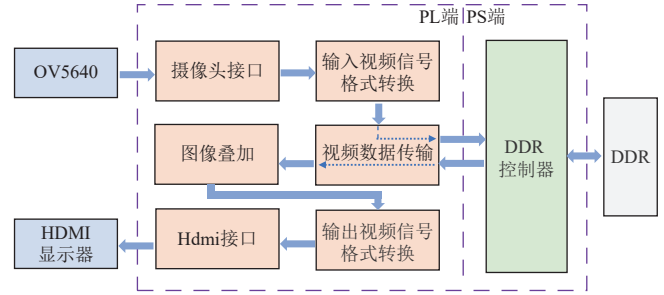 PL端
PS端
OV5640
摄像头接口
输入视频信号
格式转换
图像叠加
视频数据传输
DDR
控制器
DDR
HDMI
显示器
Hdmi接口
输出视频信号
格式转换